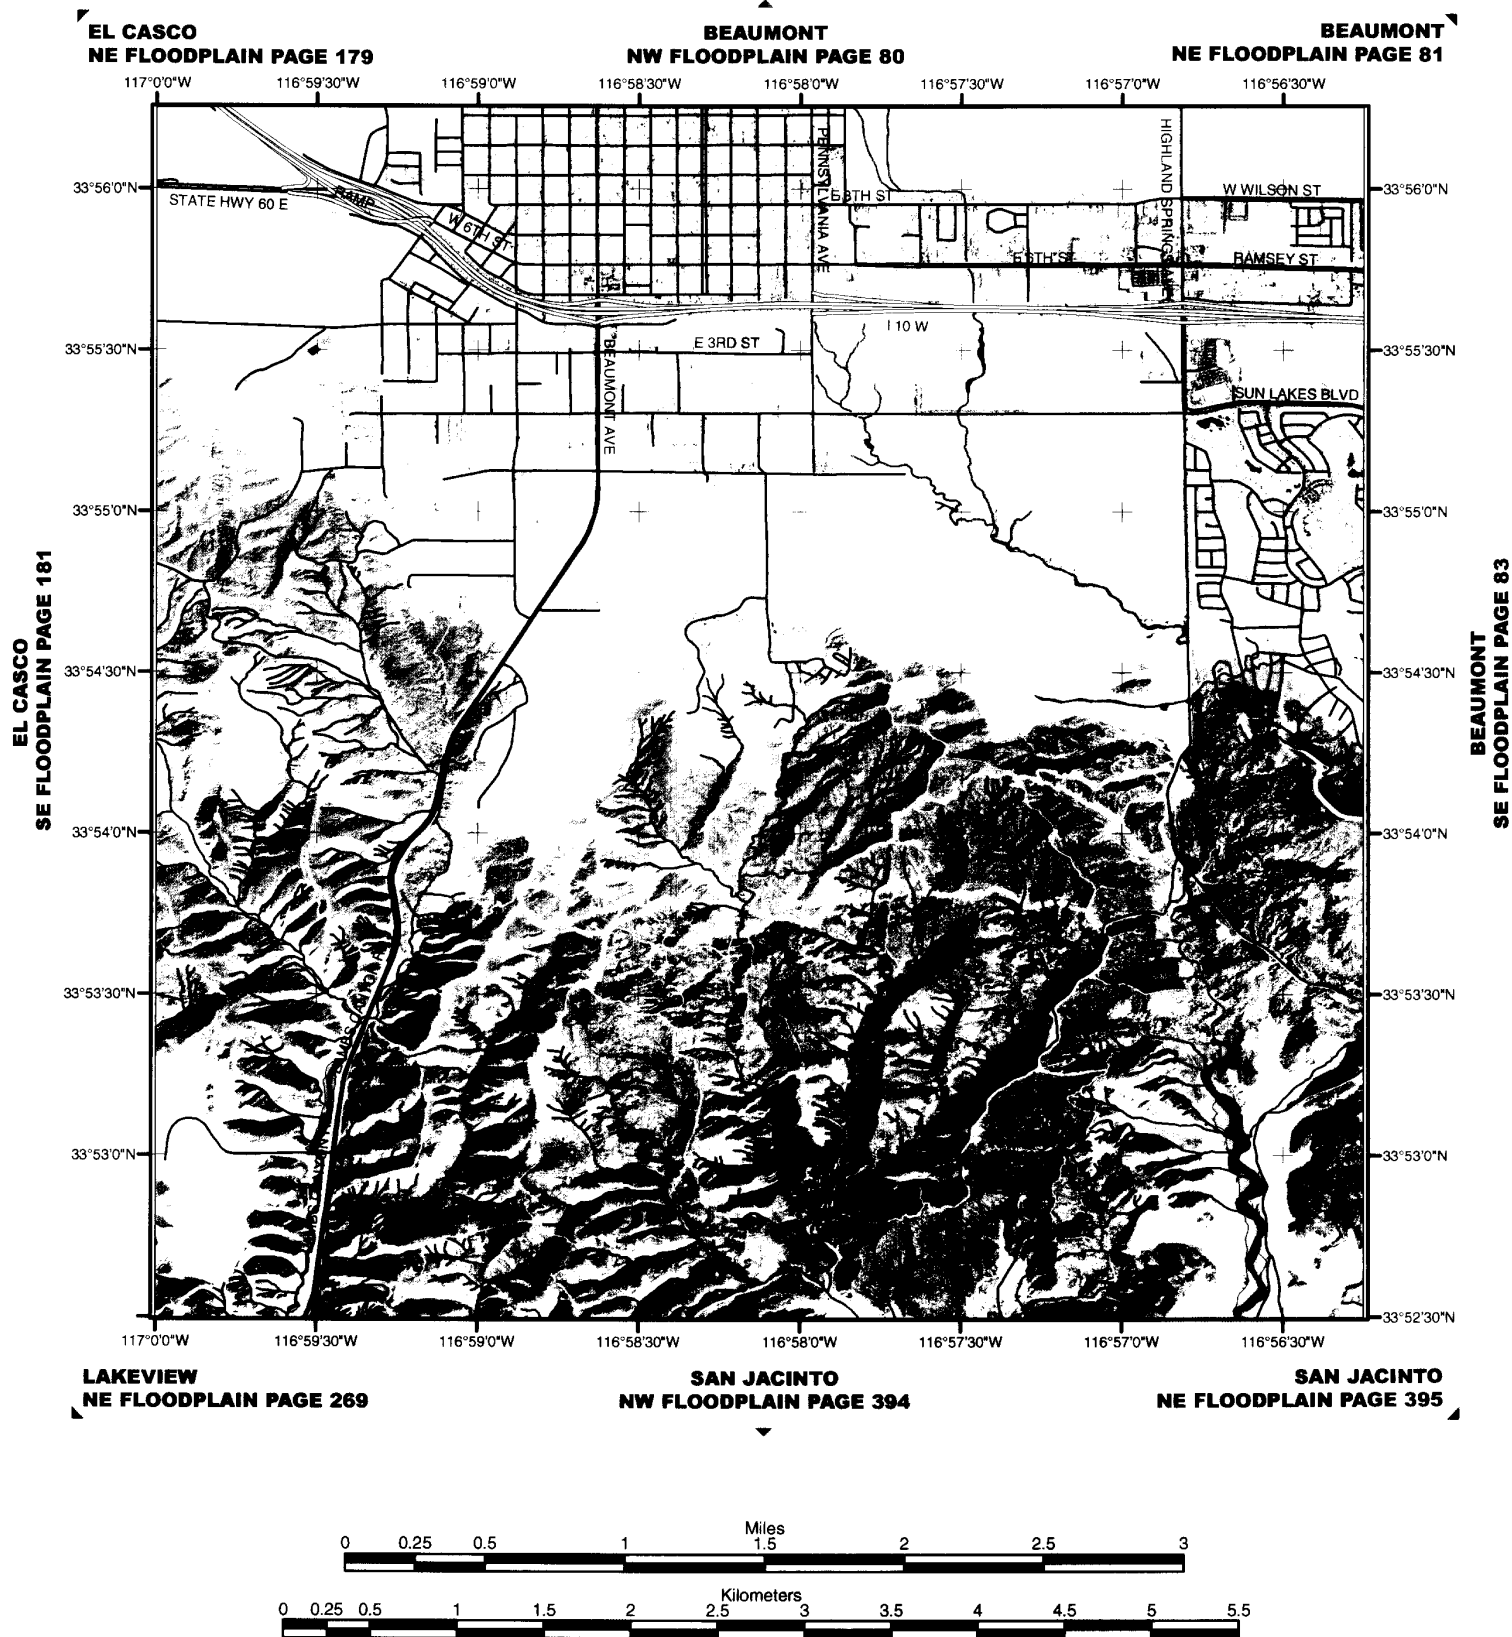 EL CASCO
NE FLOODPLAIN PAGE 179
BEAUMONT
NW FLOODPLAIN PAGE 80
BEAUMONT
NE FLOODPLAIN PAGE 81
117°0'0"W
116°59'30"W
116°59'0"W
116°58'30"W
116°58'0"W
116°57'30"W
116°57'0"W
116°56'30"W
33°56'0"N
33°56'0"N
STATE HWY 60 E
RAMP
W 6TH ST
PENNSYLVANIA AVE
E 8TH ST
HIGHLAND SPRINGS AVE
W WILSON ST
E 6TH ST
RAMSEY ST
I 10 W
33°55'30"N
33°55'30"N
E 3RD ST
BEAUMONT AVE
SUN LAKES BLVD
33°55'0"N
33°55'0"N
EL CASCO
SE FLOODPLAIN PAGE 181
BEAUMONT
SE FLOODPLAIN PAGE 83
33°54'30"N
33°54'30"N
33°54'0"N
33°54'0"N
33°53'30"N
33°53'30"N
33°53'0"N
33°53'0"N
33°52'30"N
117°0'0"W
116°59'30"W
116°59'0"W
116°58'30"W
116°58'0"W
116°57'30"W
116°57'0"W
116°56'30"W
LAKEVIEW
NE FLOODPLAIN PAGE 269
SAN JACINTO
NW FLOODPLAIN PAGE 394
SAN JACINTO
NE FLOODPLAIN PAGE 395
Miles
0 0.25 0.5 1 1.5 2 2.5 3
Kilometers
0 0.25 0.5 1 1.5 2 2.5 3 3.5 4 4.5 5 5.5